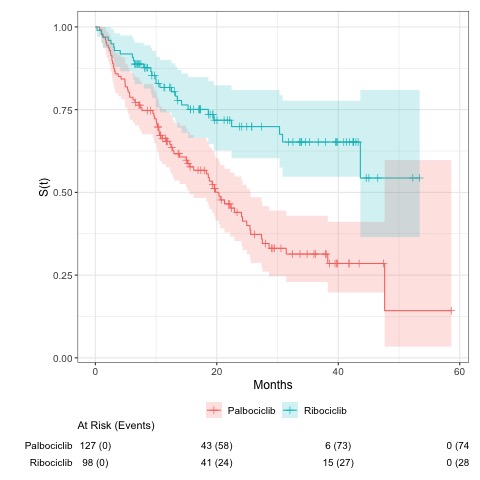 1.00
0.75
0.50
0.25
0.00
S(t)
0 20 40 60
Months
Palbociclib Ribociclib
At Risk (Events)
Palbociclib 127 (0) 43 (58) 6 (73) 0 (74
Ribociclib 98 (0) 41 (24) 15 (27) 0 (28